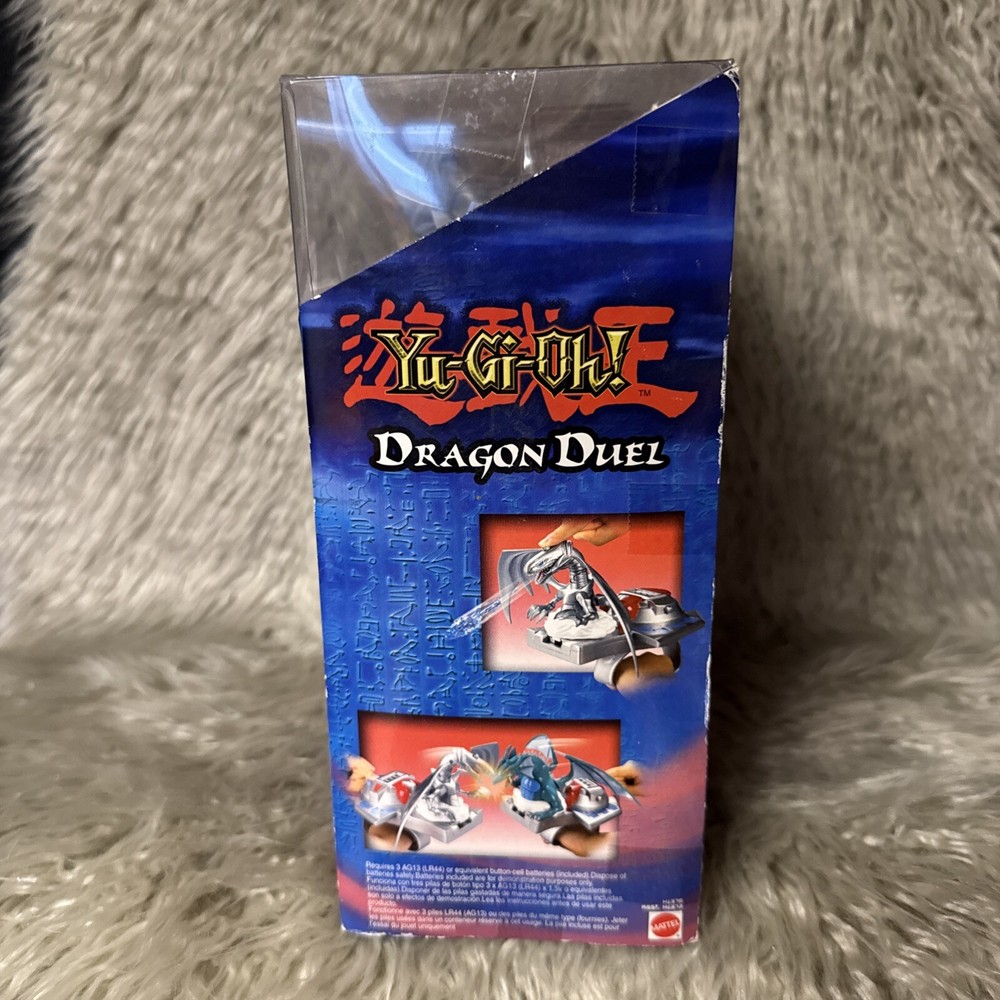 遊戯王
Yu-Gi-Oh!
TM
DRAGON DUEL
Requires 3 AG13 (LR44) or equivalent button-cell batteries (included). Dispose of
batteries safely. Batteries included are for demonstration purposes only.
Funciona con tres pilas de botón tipo 3 x AG13 (LR44) x 1,5v o equivalentes
(incluidas). Disponer de las pilas gastadas de manera segura. Las pilas incluidas
son solo a efectos de demostración. Lea las instrucciones antes de usar este
producto.
Fonctionne avec 3 piles LR44 (AG13) ou des piles du même type (fournies). Jeter
les piles usées dans un conteneur réservé à cet usage. La pile incluse est pour
l'essai du jouet uniquement
MATTEL